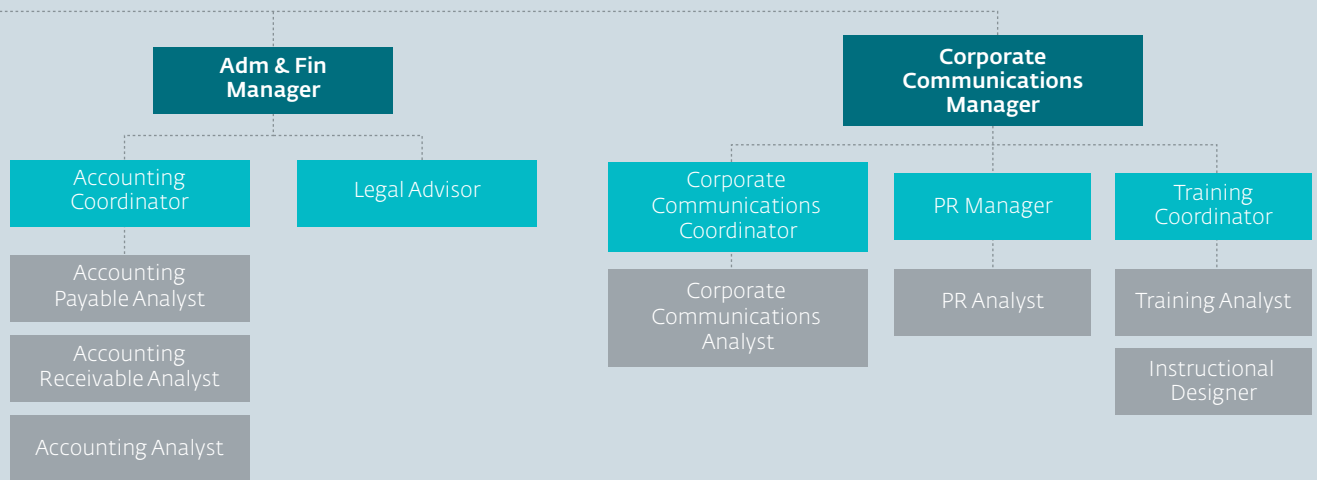 Adm & Fin
Manager
Corporate
Communications
Manager
Accounting
Coordinator
Legal Advisor
Corporate
Communications
Coordinator
PR Manager
Training
Coordinator
Accounting
Payable Analyst
Accounting
Receivable Analyst
Accounting Analyst
Corporate
Communications
Analyst
PR Analyst
Training Analyst
Instructional
Designer